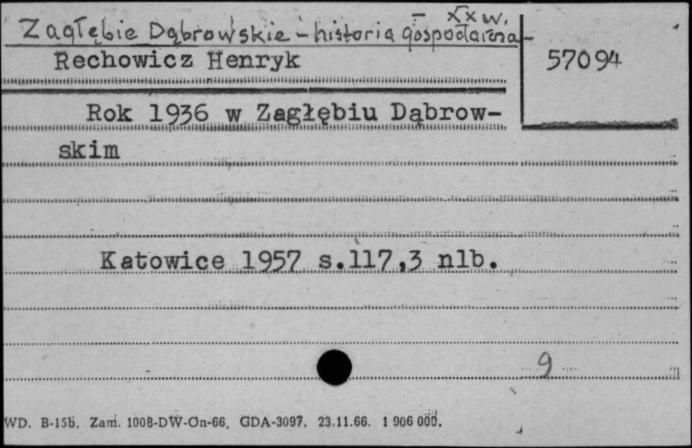 Zagłębie Dąbrowskie - historia gospodarcza - XX w.
Rechowicz Henryk
57094
Rok 1936 w Zagłębiu Dąbrow-
skim
Katowice 1957 s.117,3 nlb.
9
WD. B-15b. Zam. 1008-DW-On-66. GDA-3097. 23.11.66. 1 906 000.